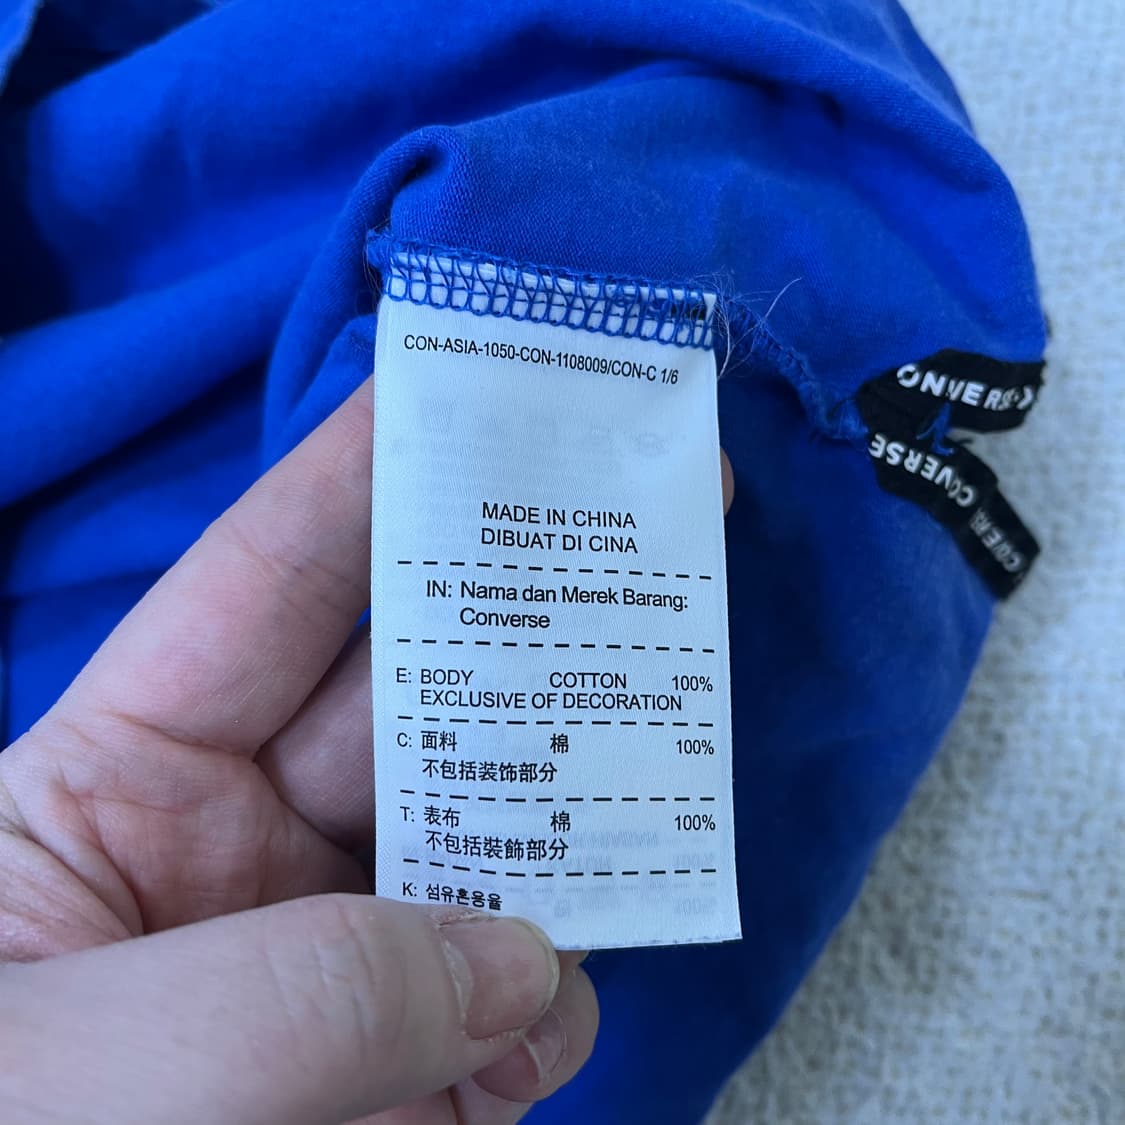 CON-ASIA-1050-CON-1108009/CON-C 1/6
MADE IN CHINA
DIBUAT DI CINA
IN: Nama dan Merek Barang:
Converse
E: BODY COTTON 100%
EXCLUSIVE OF DECORATION
C: 面料 棉 100%
不包括装饰部分
T: 表布 棉 100%
不包括裝飾部分
K: 섬유혼용율
ONVERS
CONVERSE
CONVER